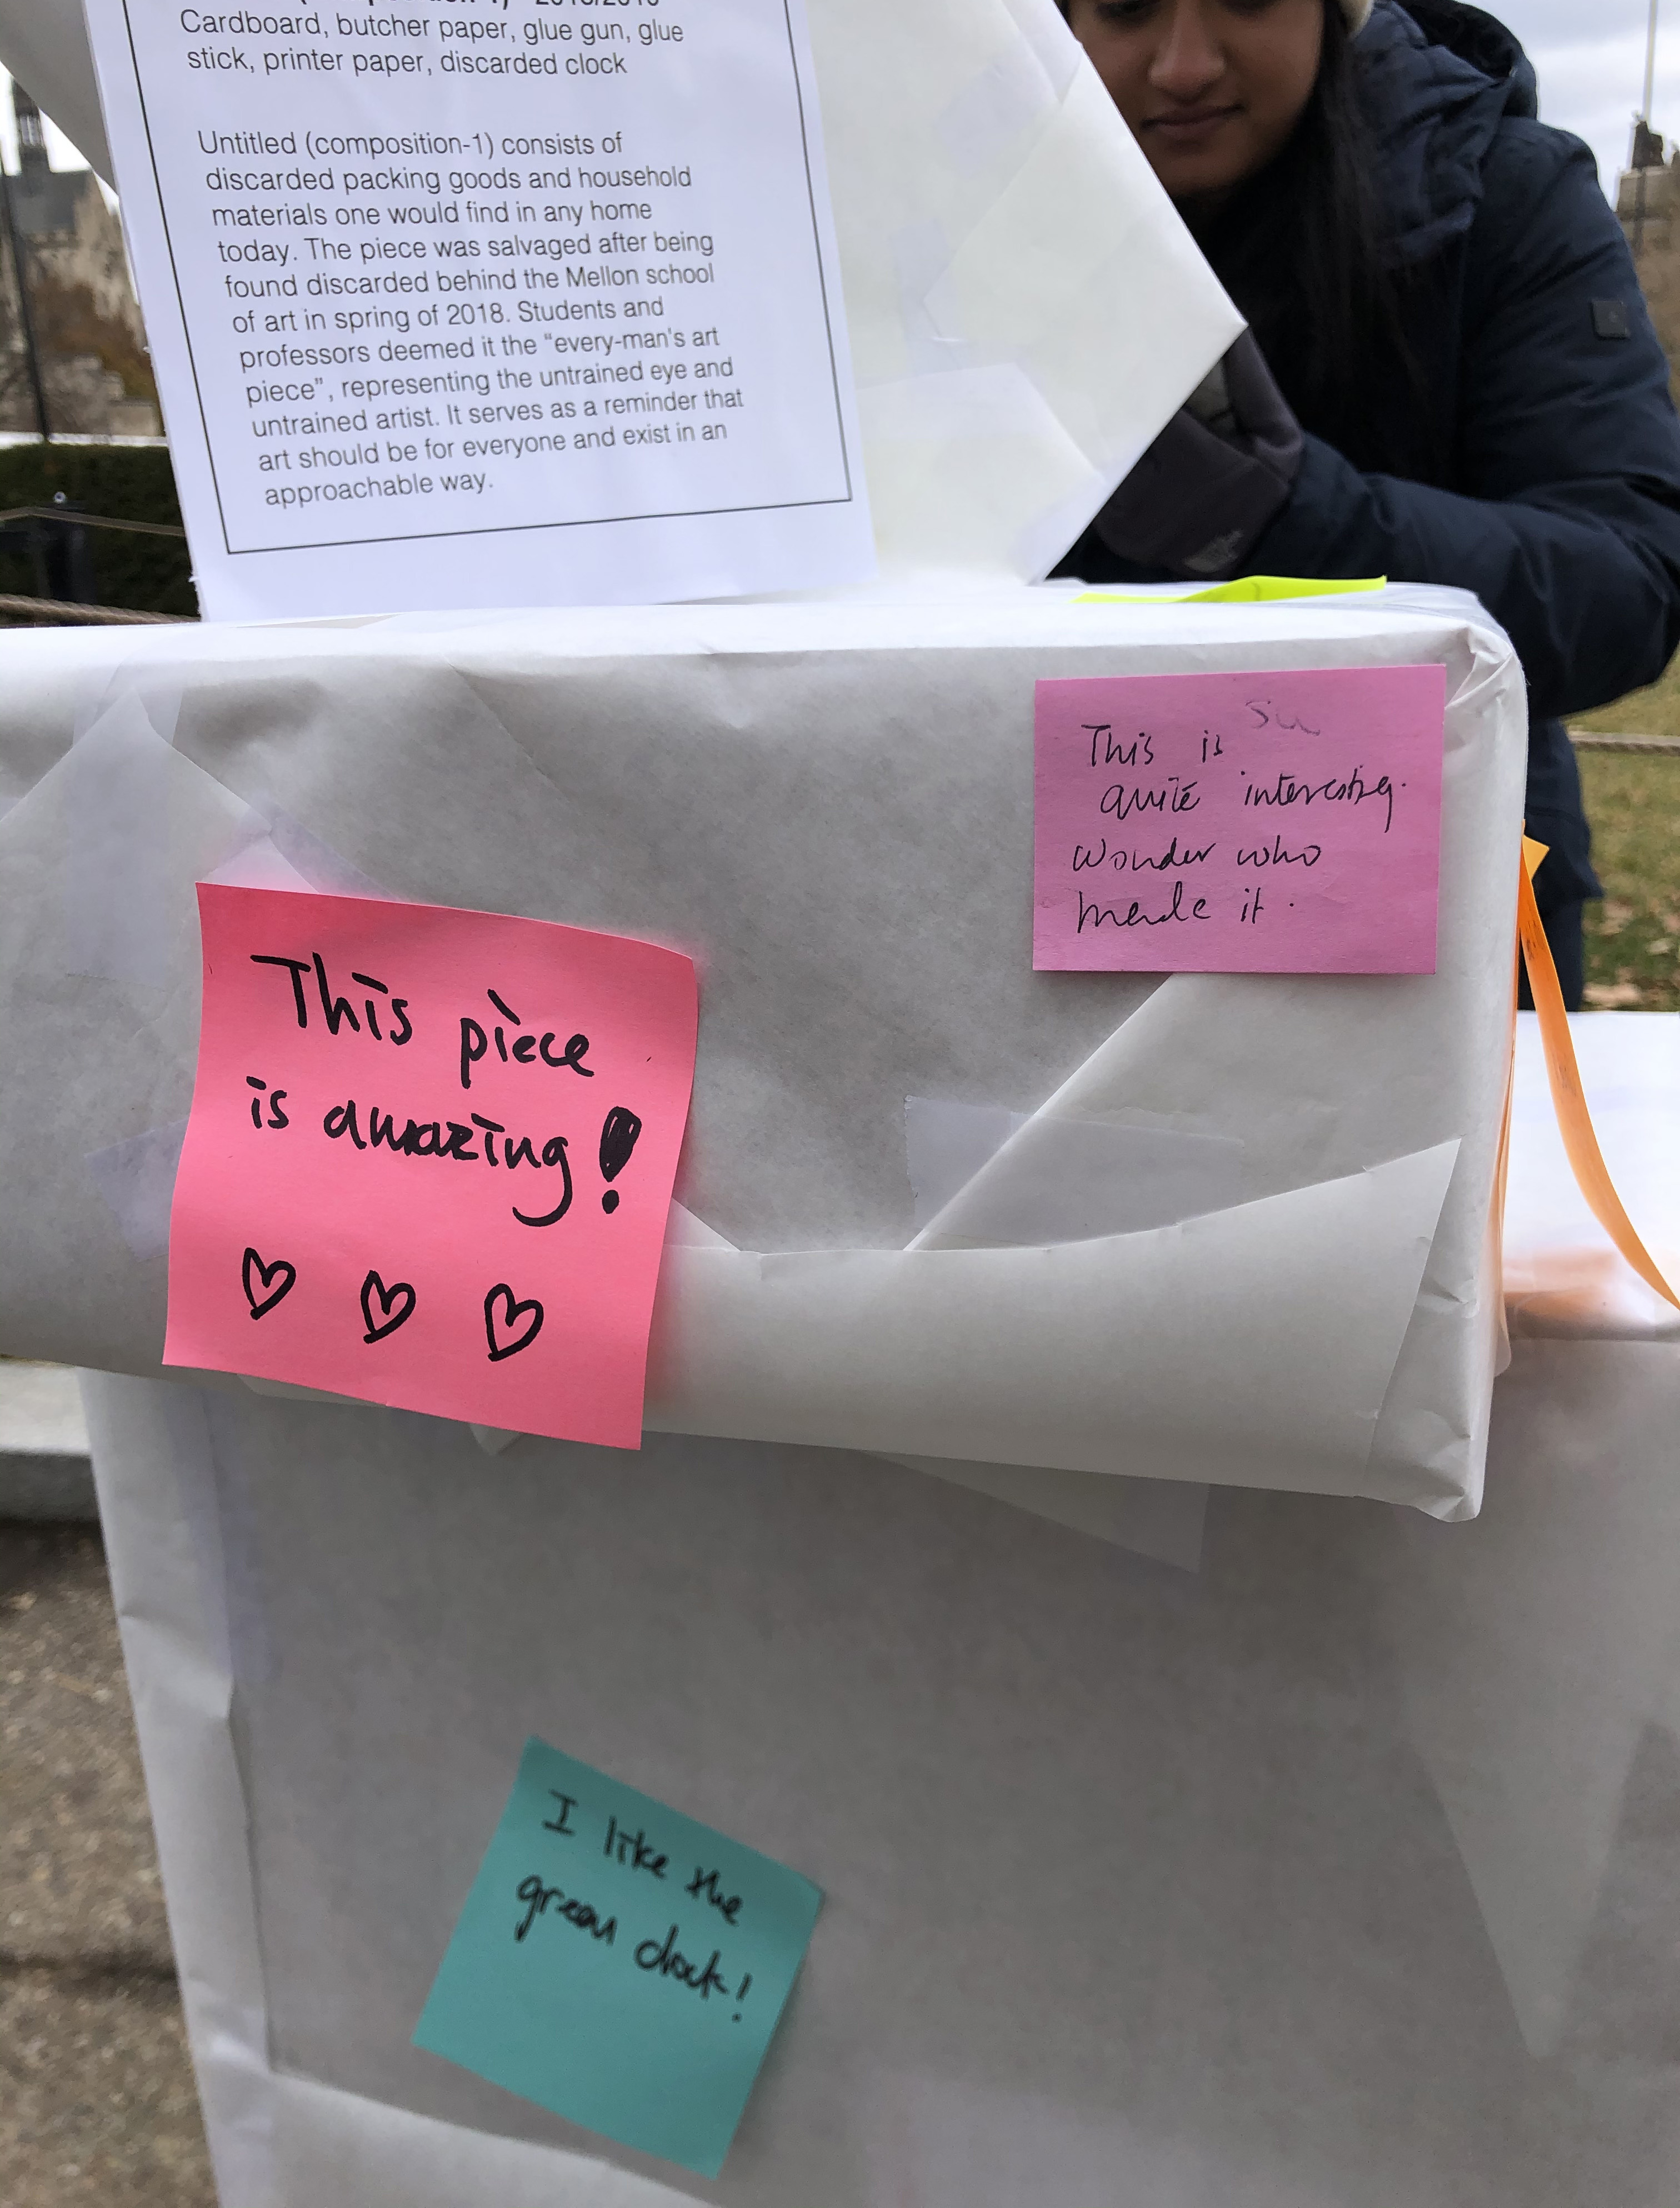 Cardboard, butcher paper, glue gun, glue
stick, printer paper, discarded clock
Untitled (composition-1) consists of
discarded packing goods and household
materials one would find in any home
today. The piece was salvaged after being
found discarded behind the Mellon school
of art in spring of 2018. Students and
professors deemed it the "every-man's art
piece", representing the untrained eye and
untrained artist. It serves as a reminder that
art should be for everyone and exist in an
approachable way.
This is
quite interesting.
Wonder who
made it.
This piece
is amazing!
I like the
green clock!